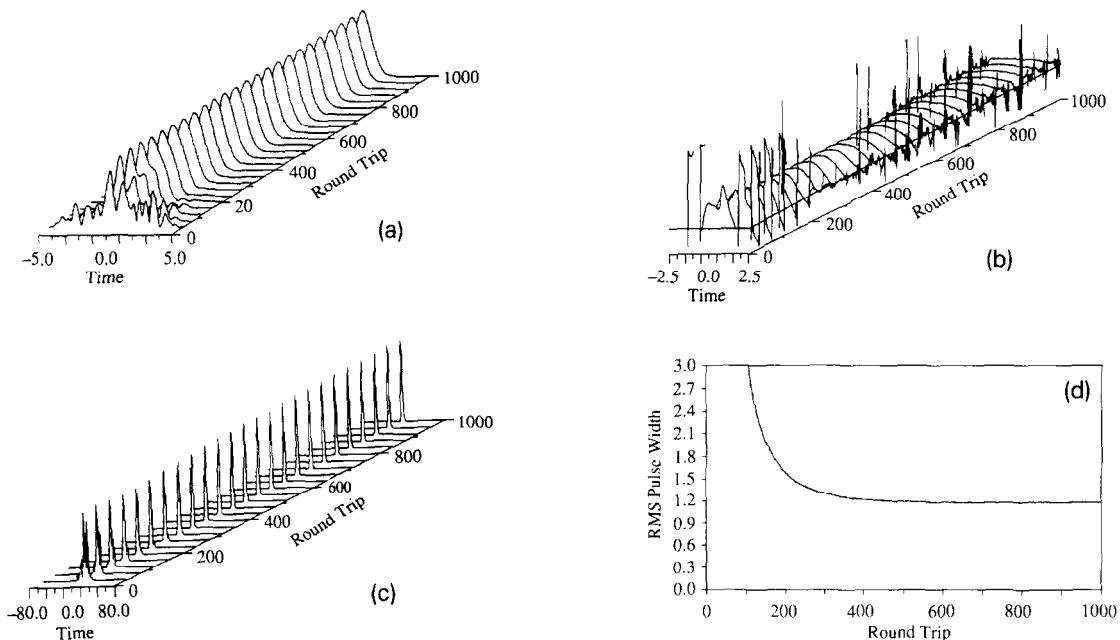 1000
800
600
400
20
0
Round Trip
(a)
-5.0 0.0 5.0
Time
1000
800
600
400
200
0
Round Trip
(b)
-2.5 0.0 2.5
Time
1000
800
600
400
200
0
Round Trip
(c)
-80.0 0.0 80.0
Time
(d)
RMS Pulse Width
3.0
2.7
2.4
2.1
1.8
1.5
1.2
0.9
0.6
0.3
0.0
0 200 400 600 800 1000
Round Trip